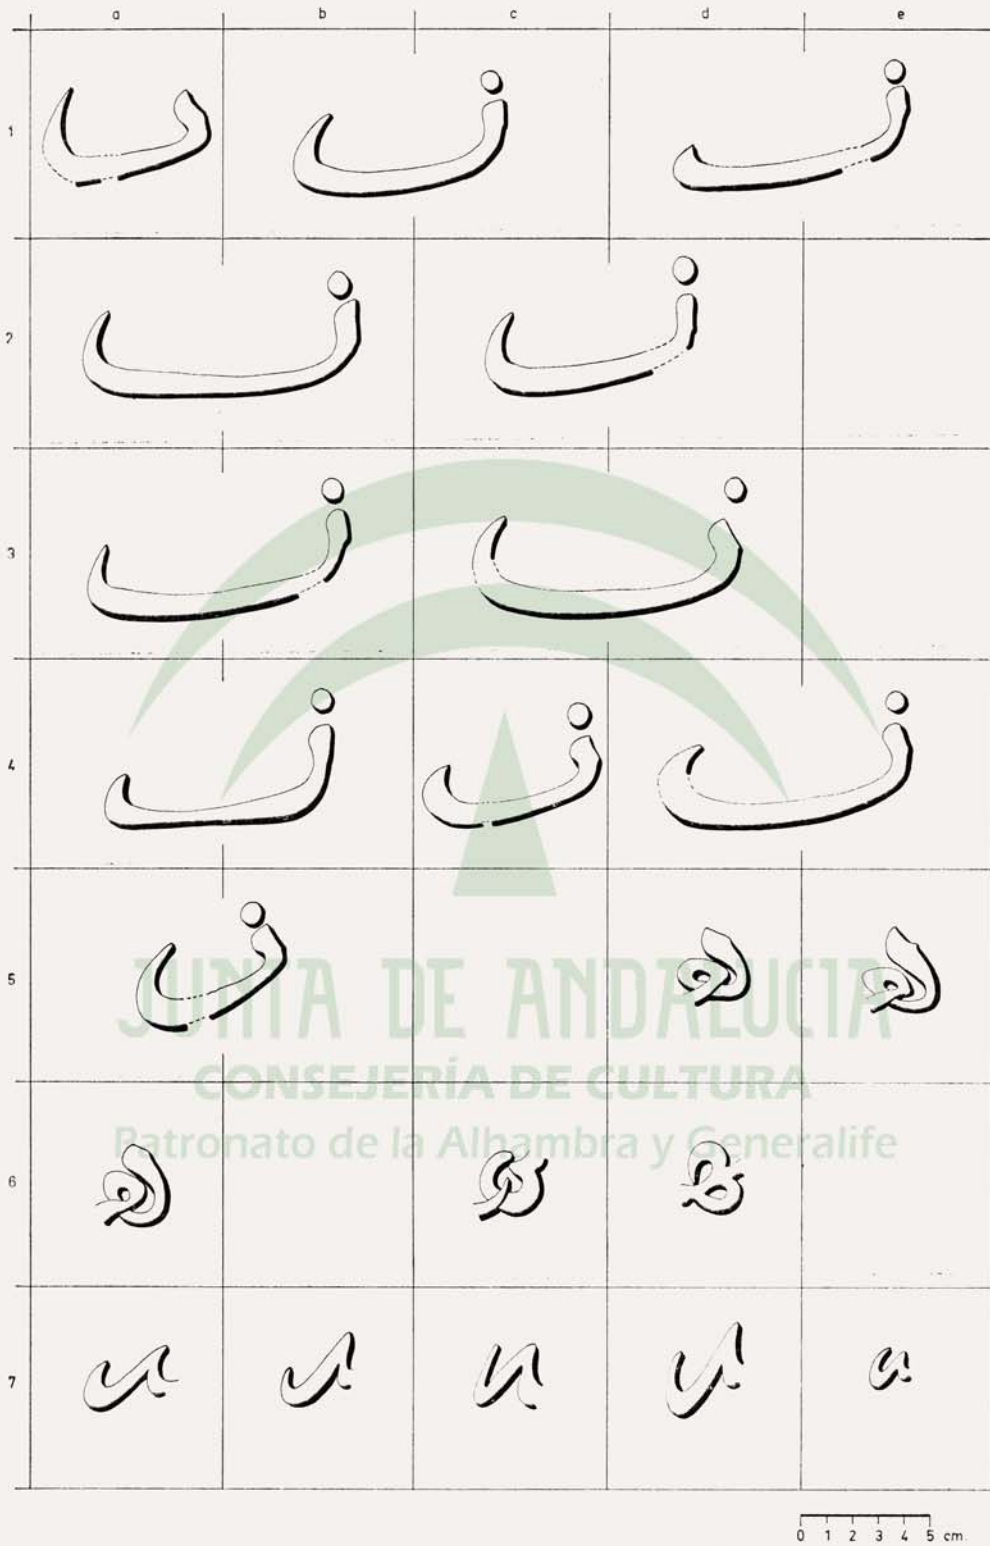 a b c d e
1 ں ن ن
2 ن ن
3 ن ن
4 ن ن ن
5 ن ه ه
6 ه ه ه
7
JUNTA DE ANDALUCIA
CONSEJERÍA DE CULTURA
Patronato de la Alhambra y Generalife
0 1 2 3 4 5 cm.